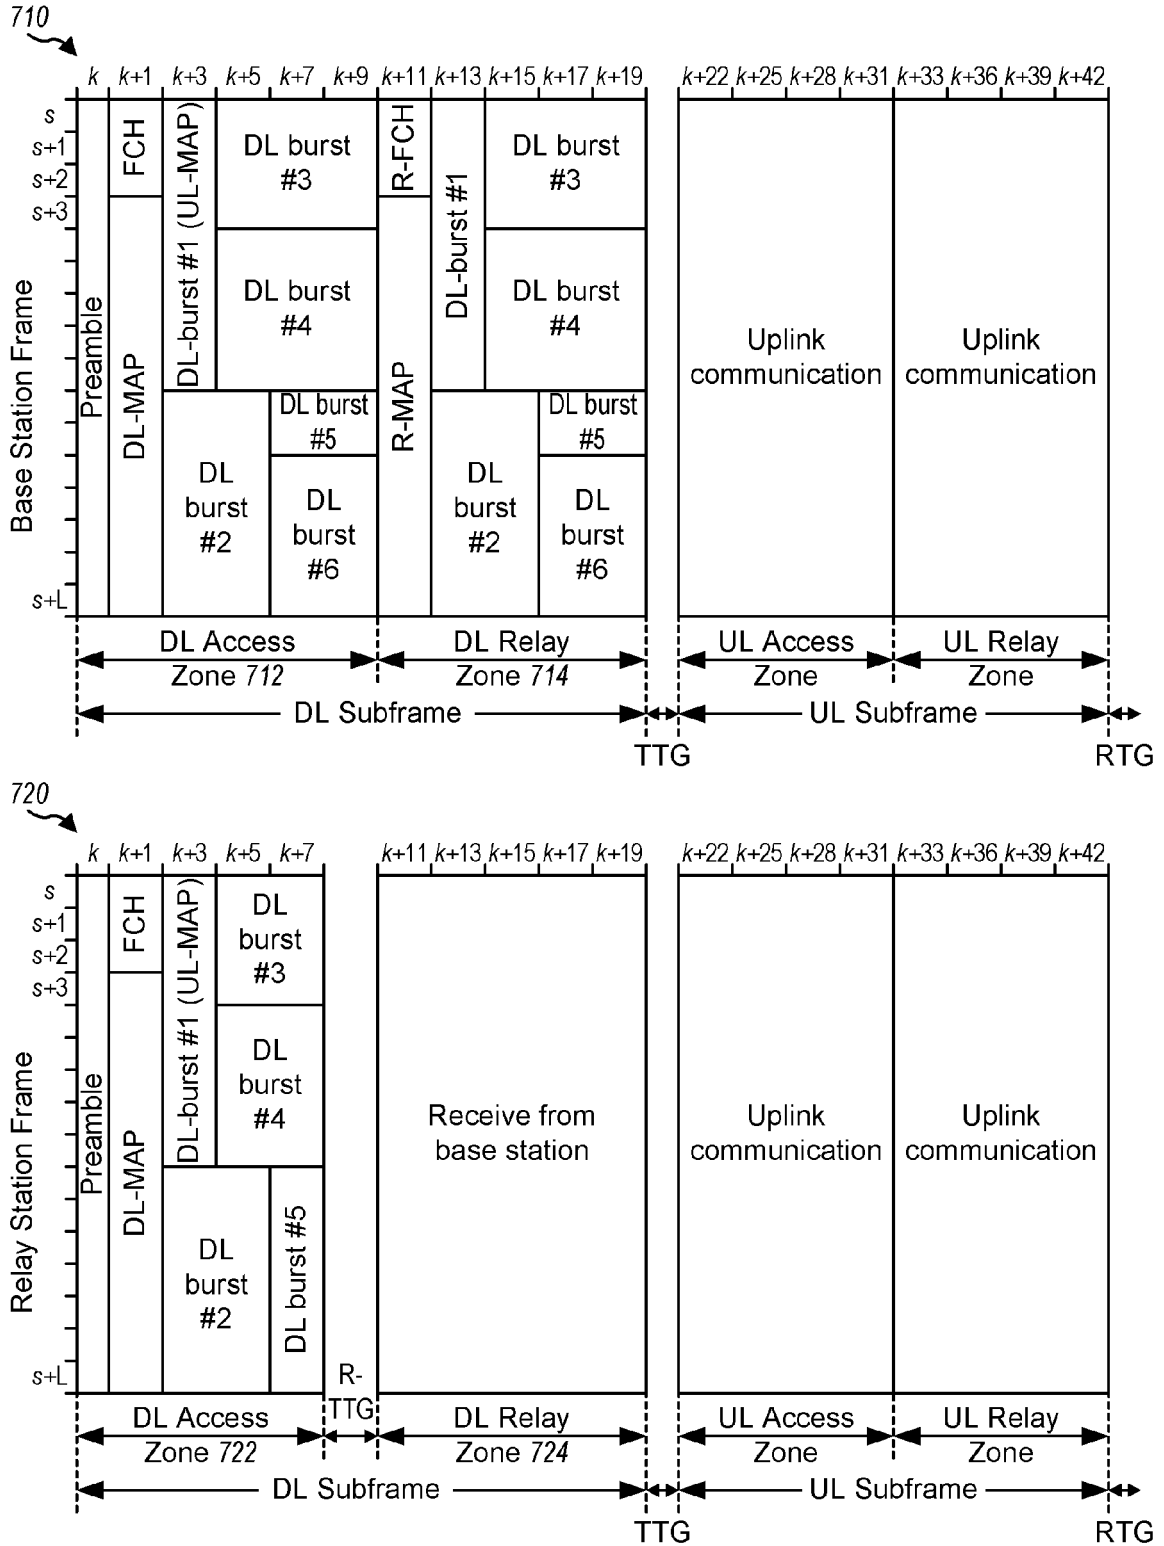 710
k k+1 k+3 k+5 k+7 k+9 k+11 k+13 k+15 k+17 k+19 k+22 k+25 k+28 k+31 k+33 k+36 k+39 k+42
s
s+1
s+2
s+3
s+L
Base Station Frame
Preamble
FCH
DL-MAP
DL-burst #1 (UL-MAP)
DL burst
#3
DL burst
#4
DL
burst
#2
DL burst
#5
DL
burst
#6
R-FCH
R-MAP
DL-burst #1
DL burst
#3
DL burst
#4
DL
burst
#2
DL burst
#5
DL
burst
#6
Uplink
communication
Uplink
communication
DL Access
Zone 712
DL Relay
Zone 714
UL Access
Zone
UL Relay
Zone
DL Subframe
UL Subframe
TTG
RTG
720
k k+1 k+3 k+5 k+7 k+11 k+13 k+15 k+17 k+19 k+22 k+25 k+28 k+31 k+33 k+36 k+39 k+42
s
s+1
s+2
s+3
s+L
Relay Station Frame
Preamble
FCH
DL-MAP
DL-burst #1 (UL-MAP)
DL
burst
#3
DL
burst
#4
DL
burst
#2
DL burst #5
R-
TTG
Receive from
base station
Uplink
communication
Uplink
communication
DL Access
Zone 722
DL Relay
Zone 724
UL Access
Zone
UL Relay
Zone
DL Subframe
UL Subframe
TTG
RTG